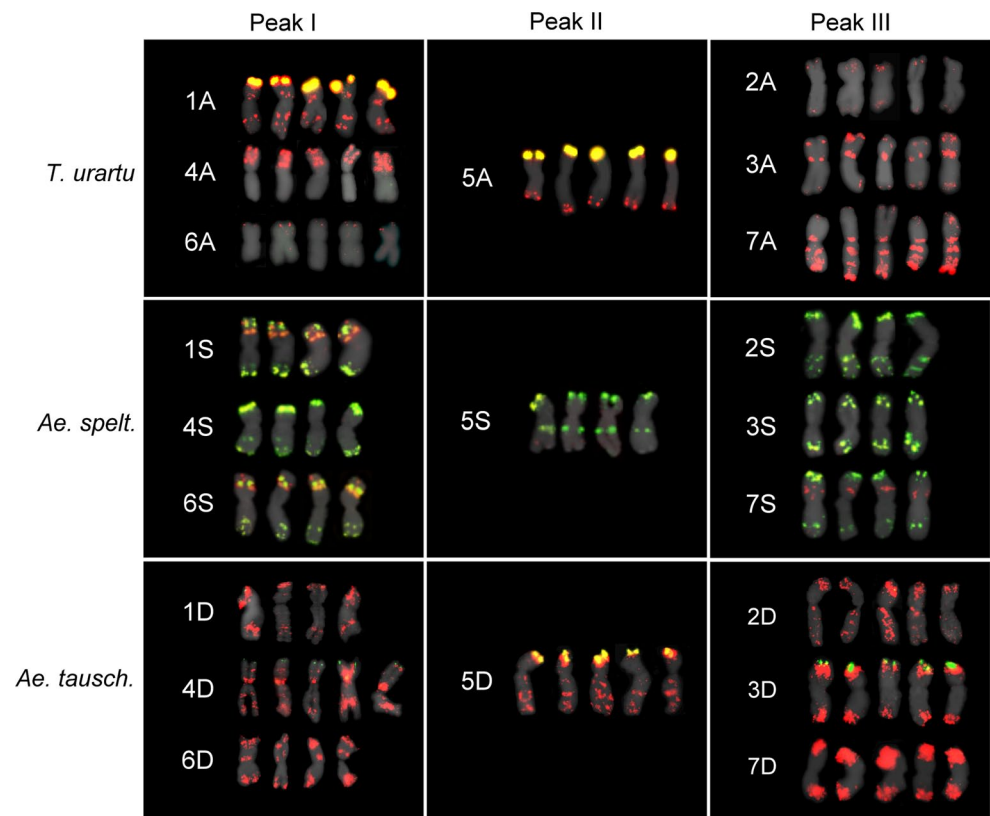 Peak I Peak II Peak III
T. urartu
1A
4A
6A
5A
2A
3A
7A
Ae. spelt.
1S
4S
6S
5S
2S
3S
7S
Ae. tausch.
1D
4D
6D
5D
2D
3D
7D